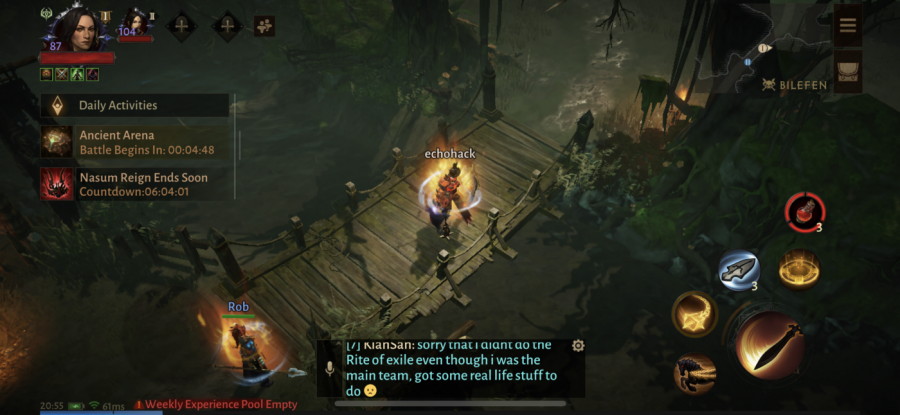 87
104
Daily Activities
Ancient Arena
Battle Begins In: 00:04:48
Nasum Reign Ends Soon
Countdown:06:04:01
BILEFEN
echohack
3
3
Rob
[7] KianSan: sorry that i didnt do the
Rite of exile even though i was the
main team, got some real life stuff to
do 😕
20:55 61ms Weekly Experience Pool Empty